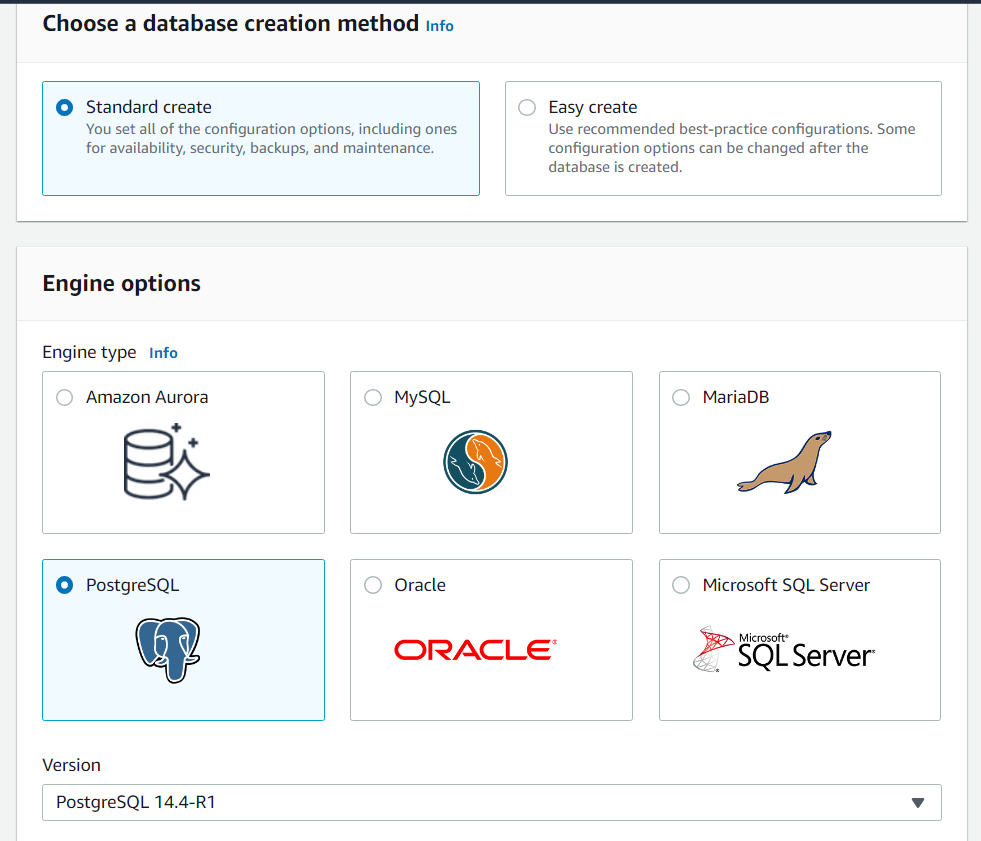 Choose a database creation method Info
Standard create
You set all of the configuration options, including ones
for availability, security, backups, and maintenance.
Easy create
Use recommended best-practice configurations. Some
configuration options can be changed after the
database is created.
Engine options
Engine type Info
Amazon Aurora
MySQL
MariaDB
PostgreSQL
Oracle
ORACLE®
Microsoft SQL Server
Microsoft®
SQL Server®
Version
PostgreSQL 14.4-R1